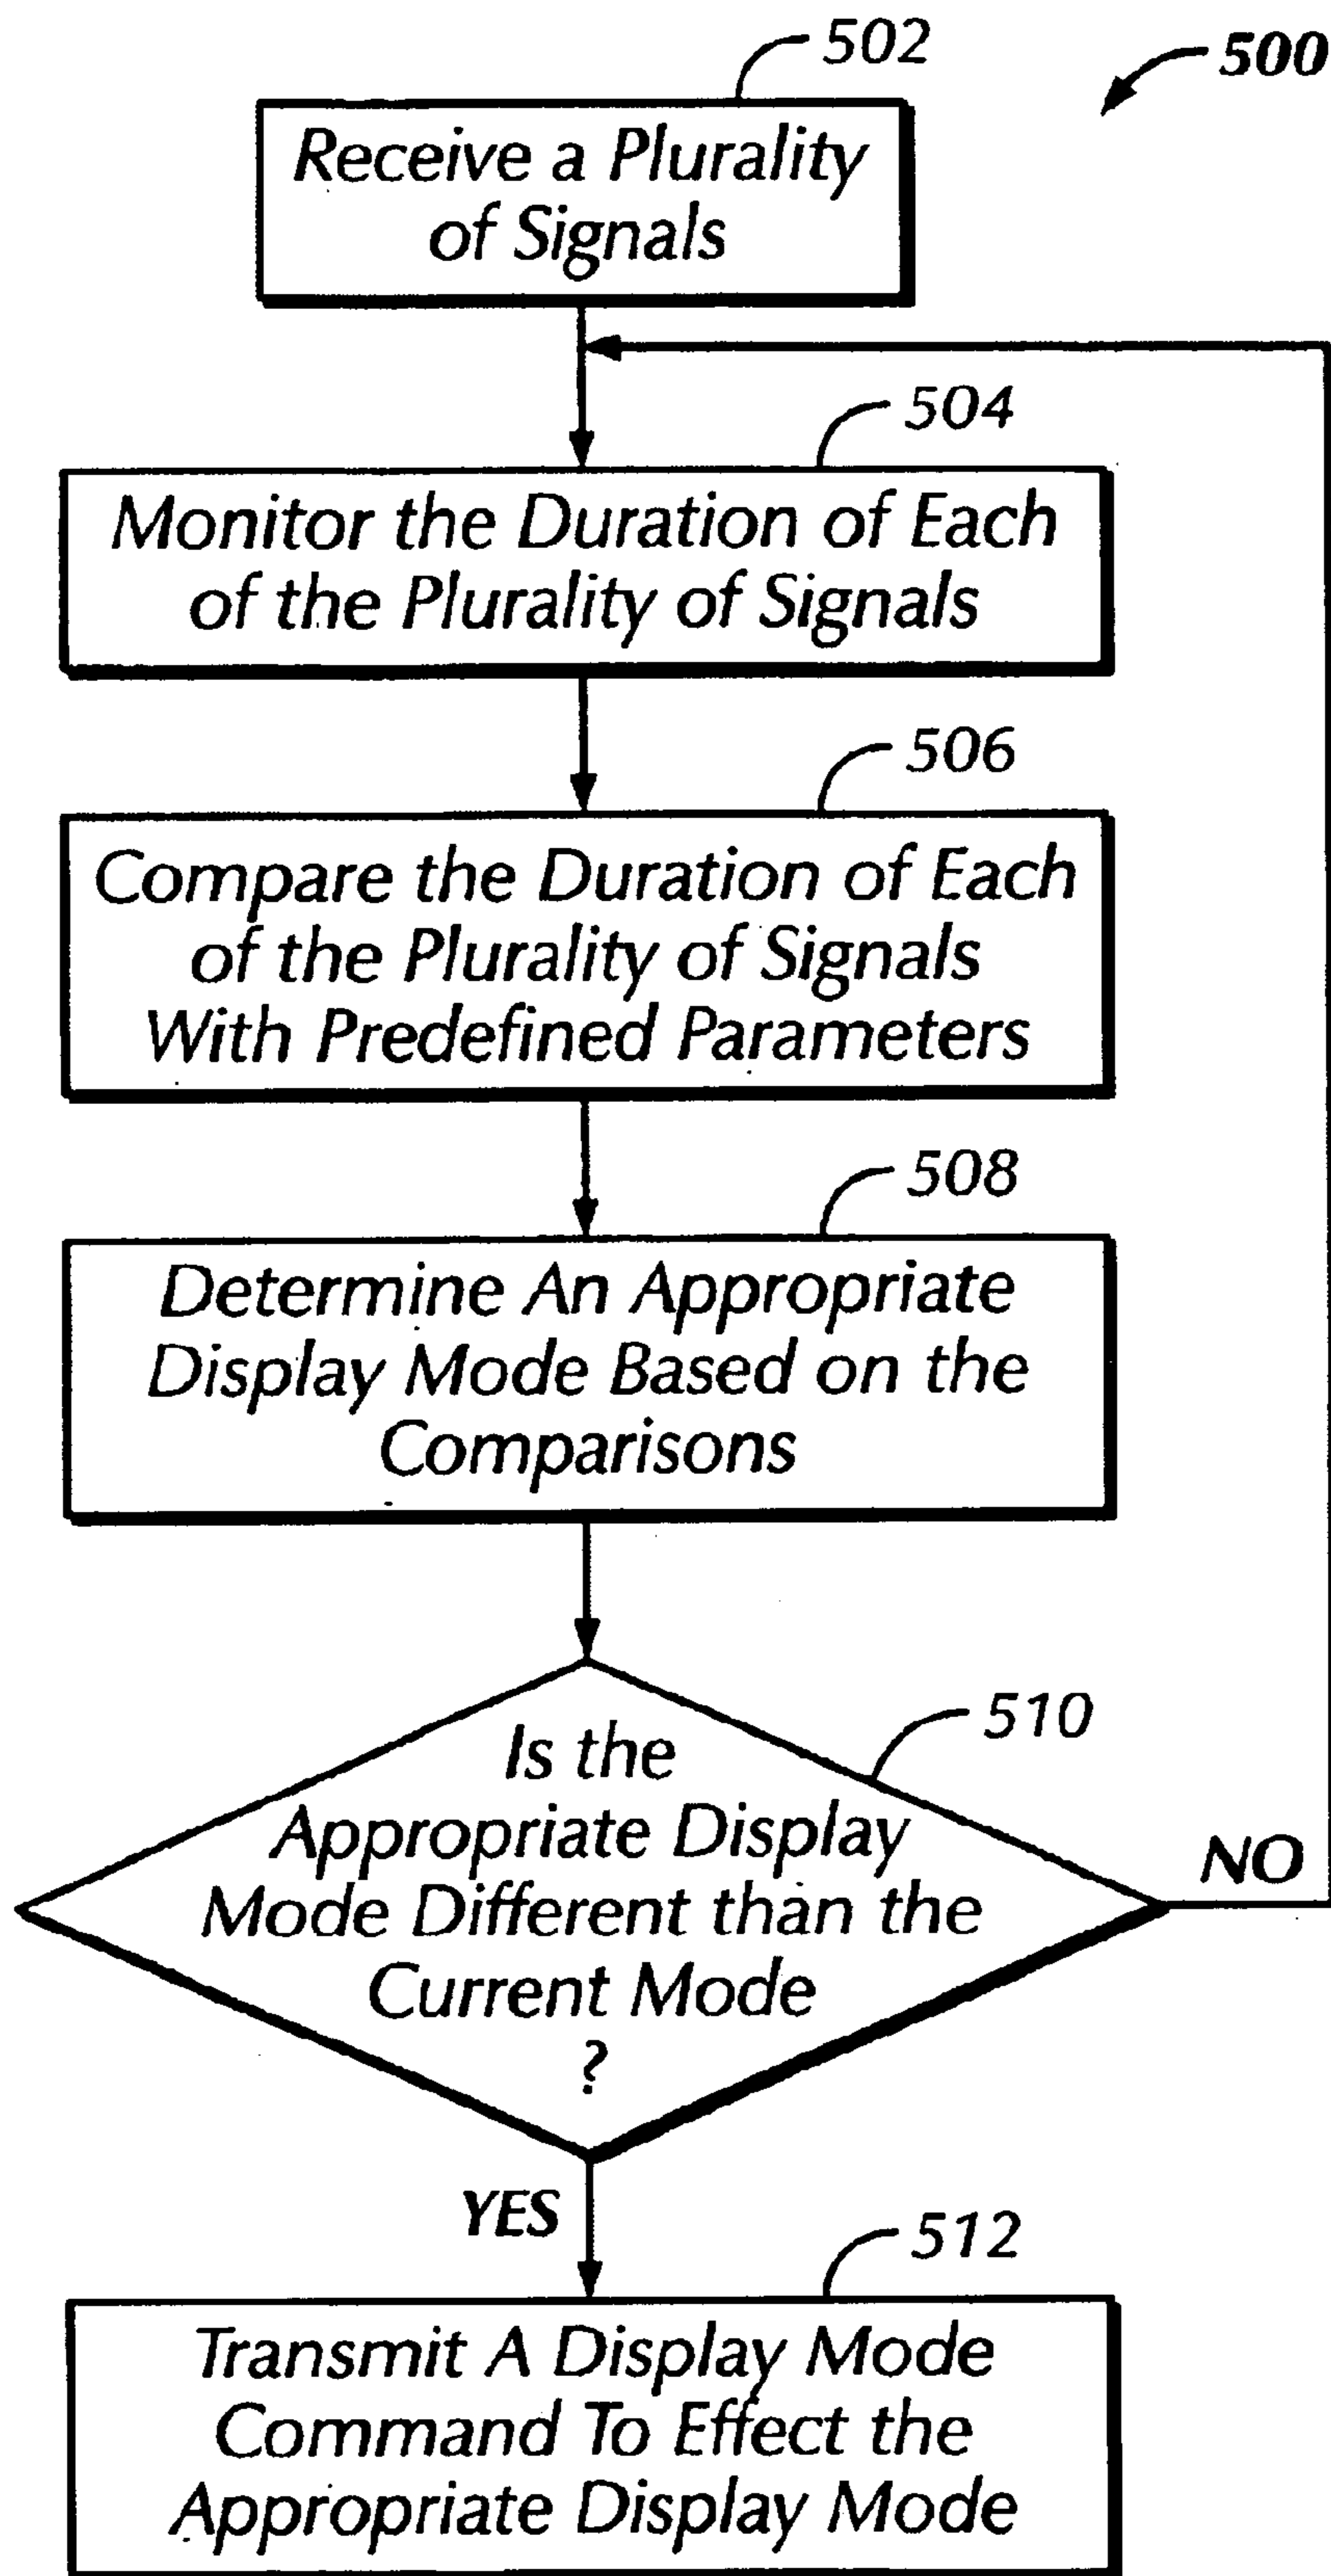 502
500
Receive a Plurality
of Signals
504
Monitor the Duration of Each
of the Plurality of Signals
506
Compare the Duration of Each
of the Plurality of Signals
With Predefined Parameters
508
Determine An Appropriate
Display Mode Based on the
Comparisons
510
Is the
Appropriate Display
Mode Different than the
Current Mode
?
NO
YES
512
Transmit A Display Mode
Command To Effect the
Appropriate Display Mode